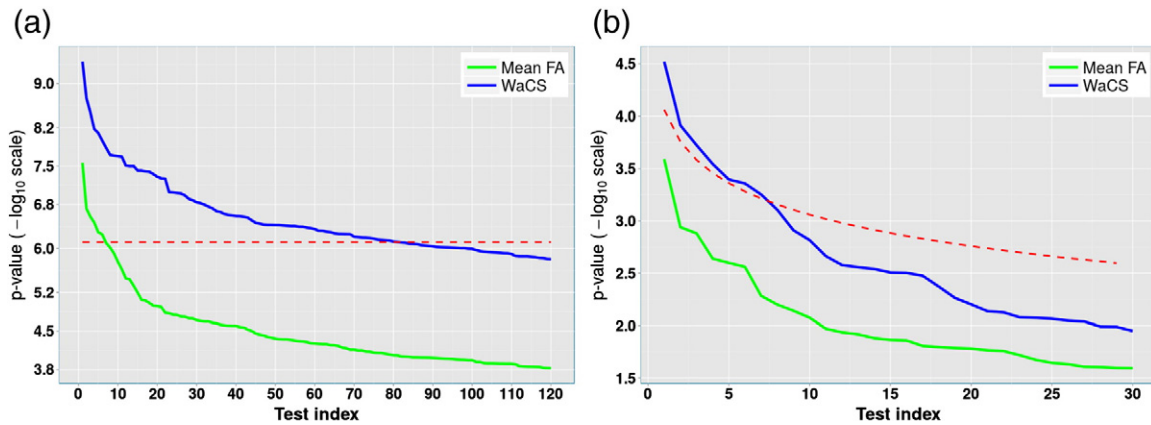 (a)
(b)
Mean FA
WaCS
9.0
8.2
7.5
6.8
6.0
5.2
4.5
3.8
p-value ( −log10 scale)
0 10 20 30 40 50 60 70 80 90 100 110 120
Test index
Mean FA
WaCS
4.5
4.0
3.5
3.0
2.5
2.0
1.5
p-value ( −log10 scale)
0 5 10 15 20 25 30
Test index